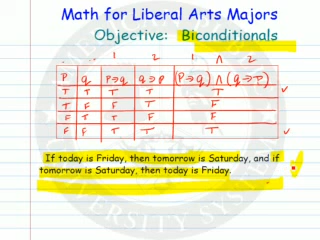 Math for Liberal Arts Majors
Objective: Biconditionals
1 2 1 ∧ 2
P q P→q q→p (P→q) ∧ (q→p)
T T T T T ✓
T F F T F
F T T F F
F F T T T ✓
If today is Friday, then tomorrow is Saturday, and if
tomorrow is Saturday, then today is Friday.